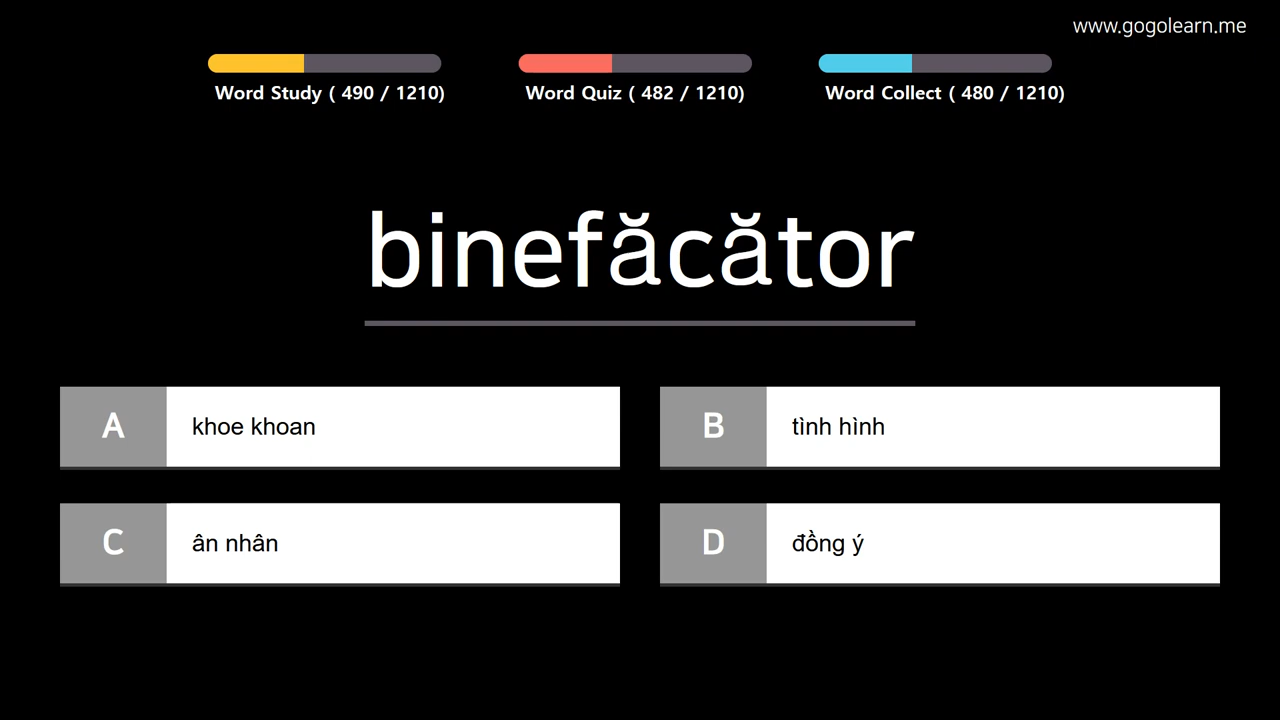 www.gogolearn.me
Word Study ( 490 / 1210)
Word Quiz ( 482 / 1210)
Word Collect ( 480 / 1210)
binefăcător
A khoe khoan
B tình hình
C ân nhân
D đồng ý